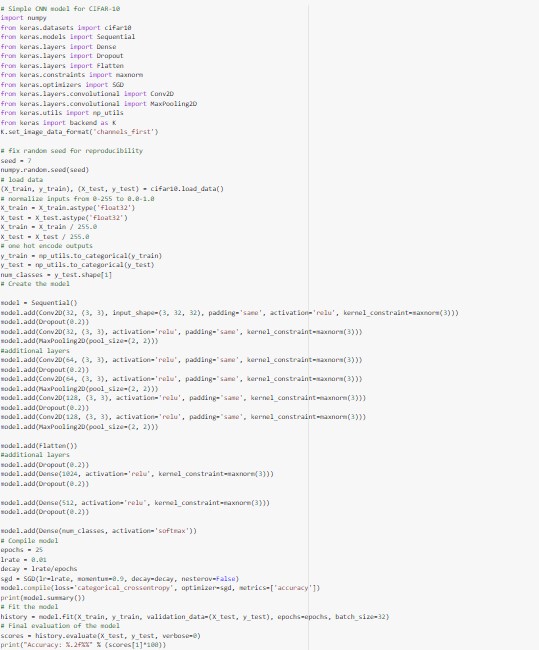 # Simple CNN model for CIFAR-10
import numpy
from keras.datasets import cifar10
from keras.models import Sequential
from keras.layers import Dense
from keras.layers import Dropout
from keras.layers import Flatten
from keras.constraints import maxnorm
from keras.optimizers import SGD
from keras.layers.convolutional import Conv2D
from keras.layers.convolutional import MaxPooling2D
from keras.utils import np_utils
from keras import backend as K
K.set_image_data_format('channels_first')
# fix random seed for reproducibility
seed = 7
numpy.random.seed(seed)
# load data
(X_train, y_train), (X_test, y_test) = cifar10.load_data()
# normalize inputs from 0-255 to 0.0-1.0
X_train = X_train.astype('float32')
X_test = X_test.astype('float32')
X_train = X_train / 255.0
X_test = X_test / 255.0
# one hot encode outputs
y_train = np_utils.to_categorical(y_train)
y_test = np_utils.to_categorical(y_test)
num_classes = y_test.shape[1]
# Create the model
model = Sequential()
model.add(Conv2D(32, (3, 3), input_shape=(3, 32, 32), padding='same', activation='relu', kernel_constraint=maxnorm(3)))
model.add(Dropout(0.2))
model.add(Conv2D(32, (3, 3), activation='relu', padding='same', kernel_constraint=maxnorm(3)))
model.add(MaxPooling2D(pool_size=(2, 2)))
#additional layers
model.add(Conv2D(64, (3, 3), activation='relu', padding='same', kernel_constraint=maxnorm(3)))
model.add(Dropout(0.2))
model.add(Conv2D(64, (3, 3), activation='relu', padding='same', kernel_constraint=maxnorm(3)))
model.add(MaxPooling2D(pool_size=(2, 2)))
model.add(Conv2D(128, (3, 3), activation='relu', padding='same', kernel_constraint=maxnorm(3)))
model.add(Dropout(0.2))
model.add(Conv2D(128, (3, 3), activation='relu', padding='same', kernel_constraint=maxnorm(3)))
model.add(MaxPooling2D(pool_size=(2, 2)))
model.add(Flatten())
#additional layers
model.add(Dropout(0.2))
model.add(Dense(1024, activation='relu', kernel_constraint=maxnorm(3)))
model.add(Dropout(0.2))
model.add(Dense(512, activation='relu', kernel_constraint=maxnorm(3)))
model.add(Dropout(0.2))
model.add(Dense(num_classes, activation='softmax'))
# Compile model
epochs = 25
lrate = 0.01
decay = lrate/epochs
sgd = SGD(lr=lrate, momentum=0.9, decay=decay, nesterov=False)
model.compile(loss='categorical_crossentropy', optimizer=sgd, metrics=['accuracy'])
print(model.summary())
# Fit the model
history = model.fit(X_train, y_train, validation_data=(X_test, y_test), epochs=epochs, batch_size=32)
# Final evaluation of the model
scores = history.evaluate(X_test, y_test, verbose=0)
print("Accuracy: %.2f%%" % (scores[1]*100))